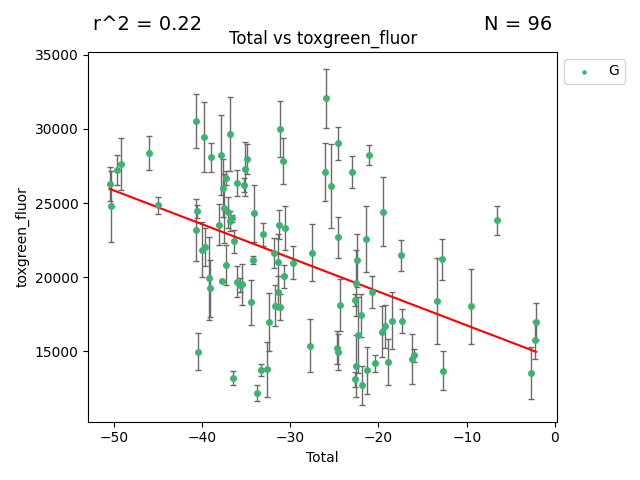 r^2 = 0.22
N = 96
Total vs toxgreen_fluor
G
35000
30000
25000
20000
15000
toxgreen_fluor
−50
−40
−30
−20
−10
0
Total